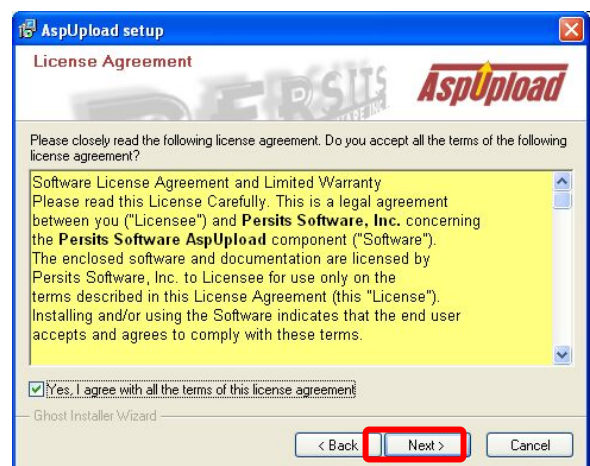 AspUpload setup
License Agreement
PERSITS
SOFTWARE INC.
AspUpload
Please closely read the following license agreement. Do you accept all the terms of the following
license agreement?
Software License Agreement and Limited Warranty
Please read this License Carefully. This is a legal agreement
between you ("Licensee") and Persits Software, Inc. concerning
the Persits Software AspUpload component ("Software").
The enclosed software and documentation are licensed by
Persits Software, Inc. to Licensee for use only on the
terms described in this License Agreement (this "License").
Installing and/or using the Software indicates that the end user
accepts and agrees to comply with these terms.
Yes, I agree with all the terms of this license agreement
Ghost Installer Wizard
< Back
Next >
Cancel